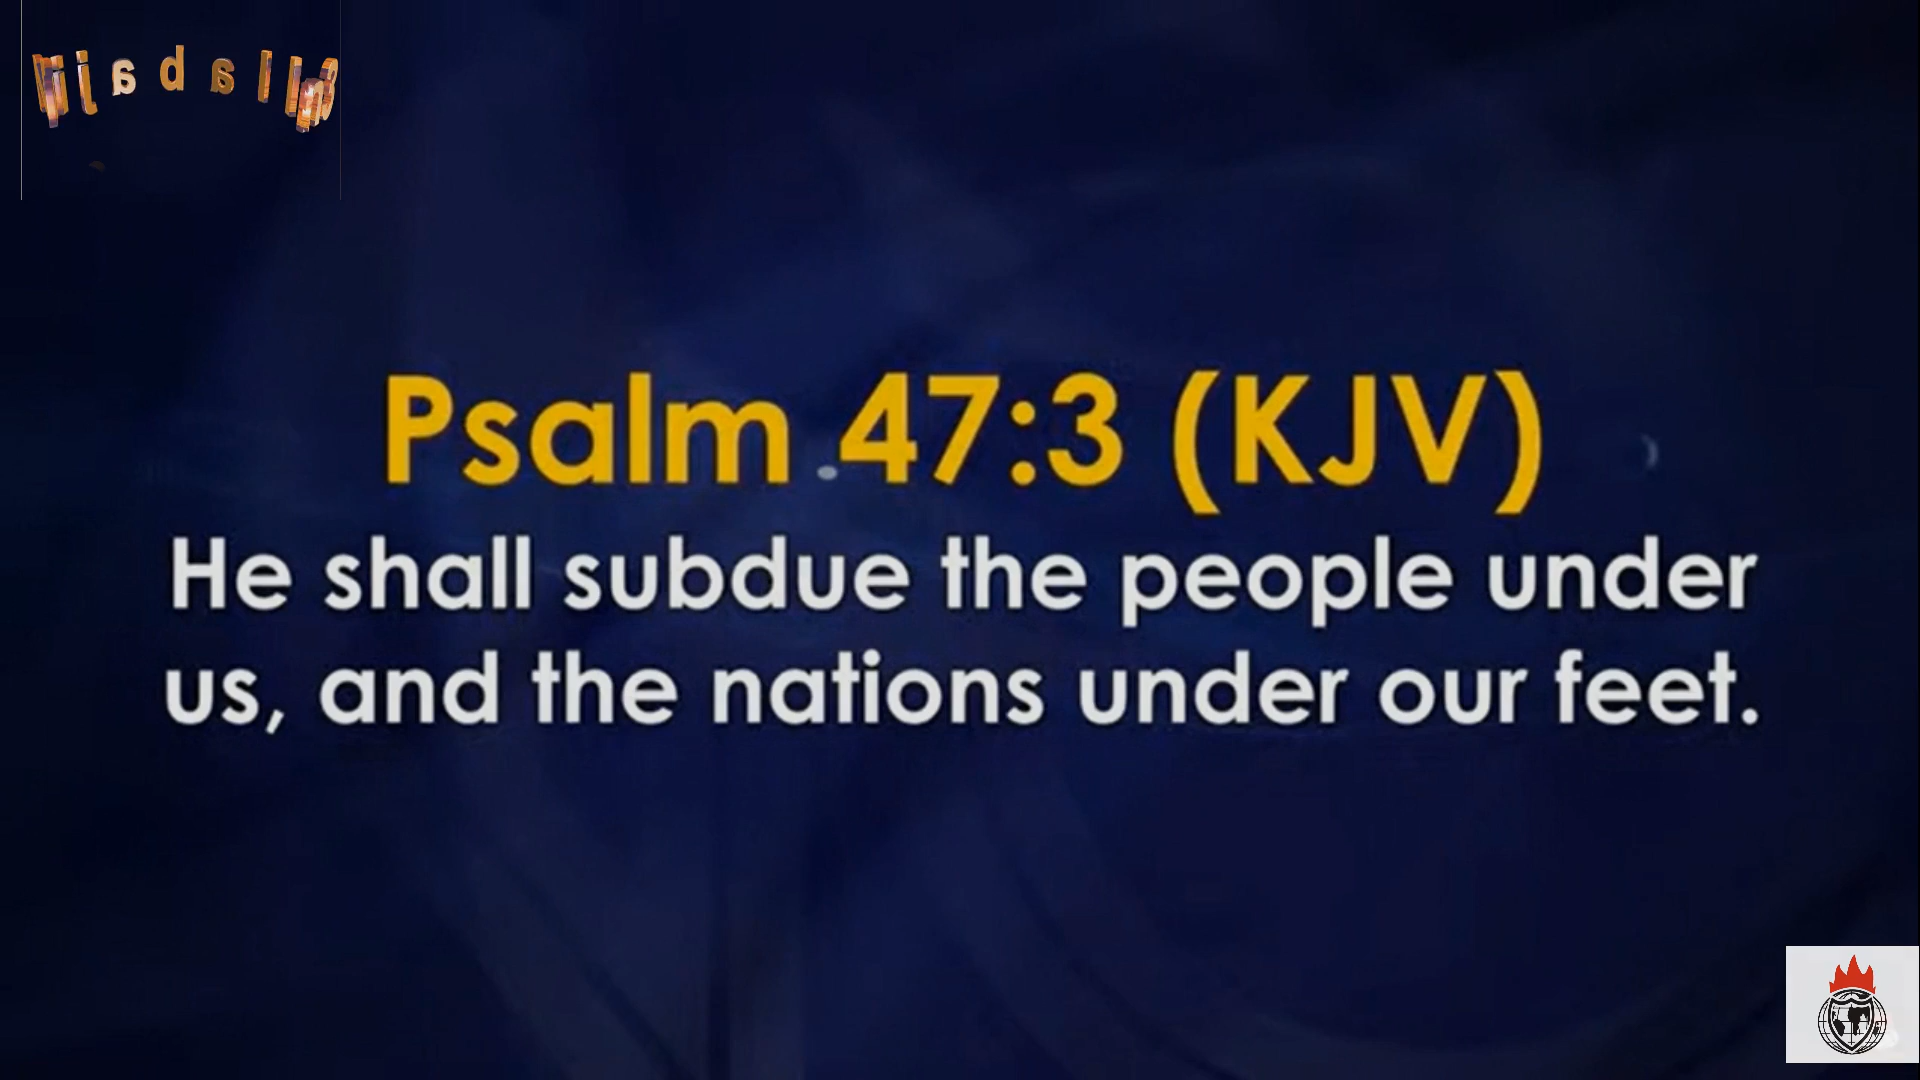 Psalm 47:3 (KJV)
He shall subdue the people under
us, and the nations under our feet.